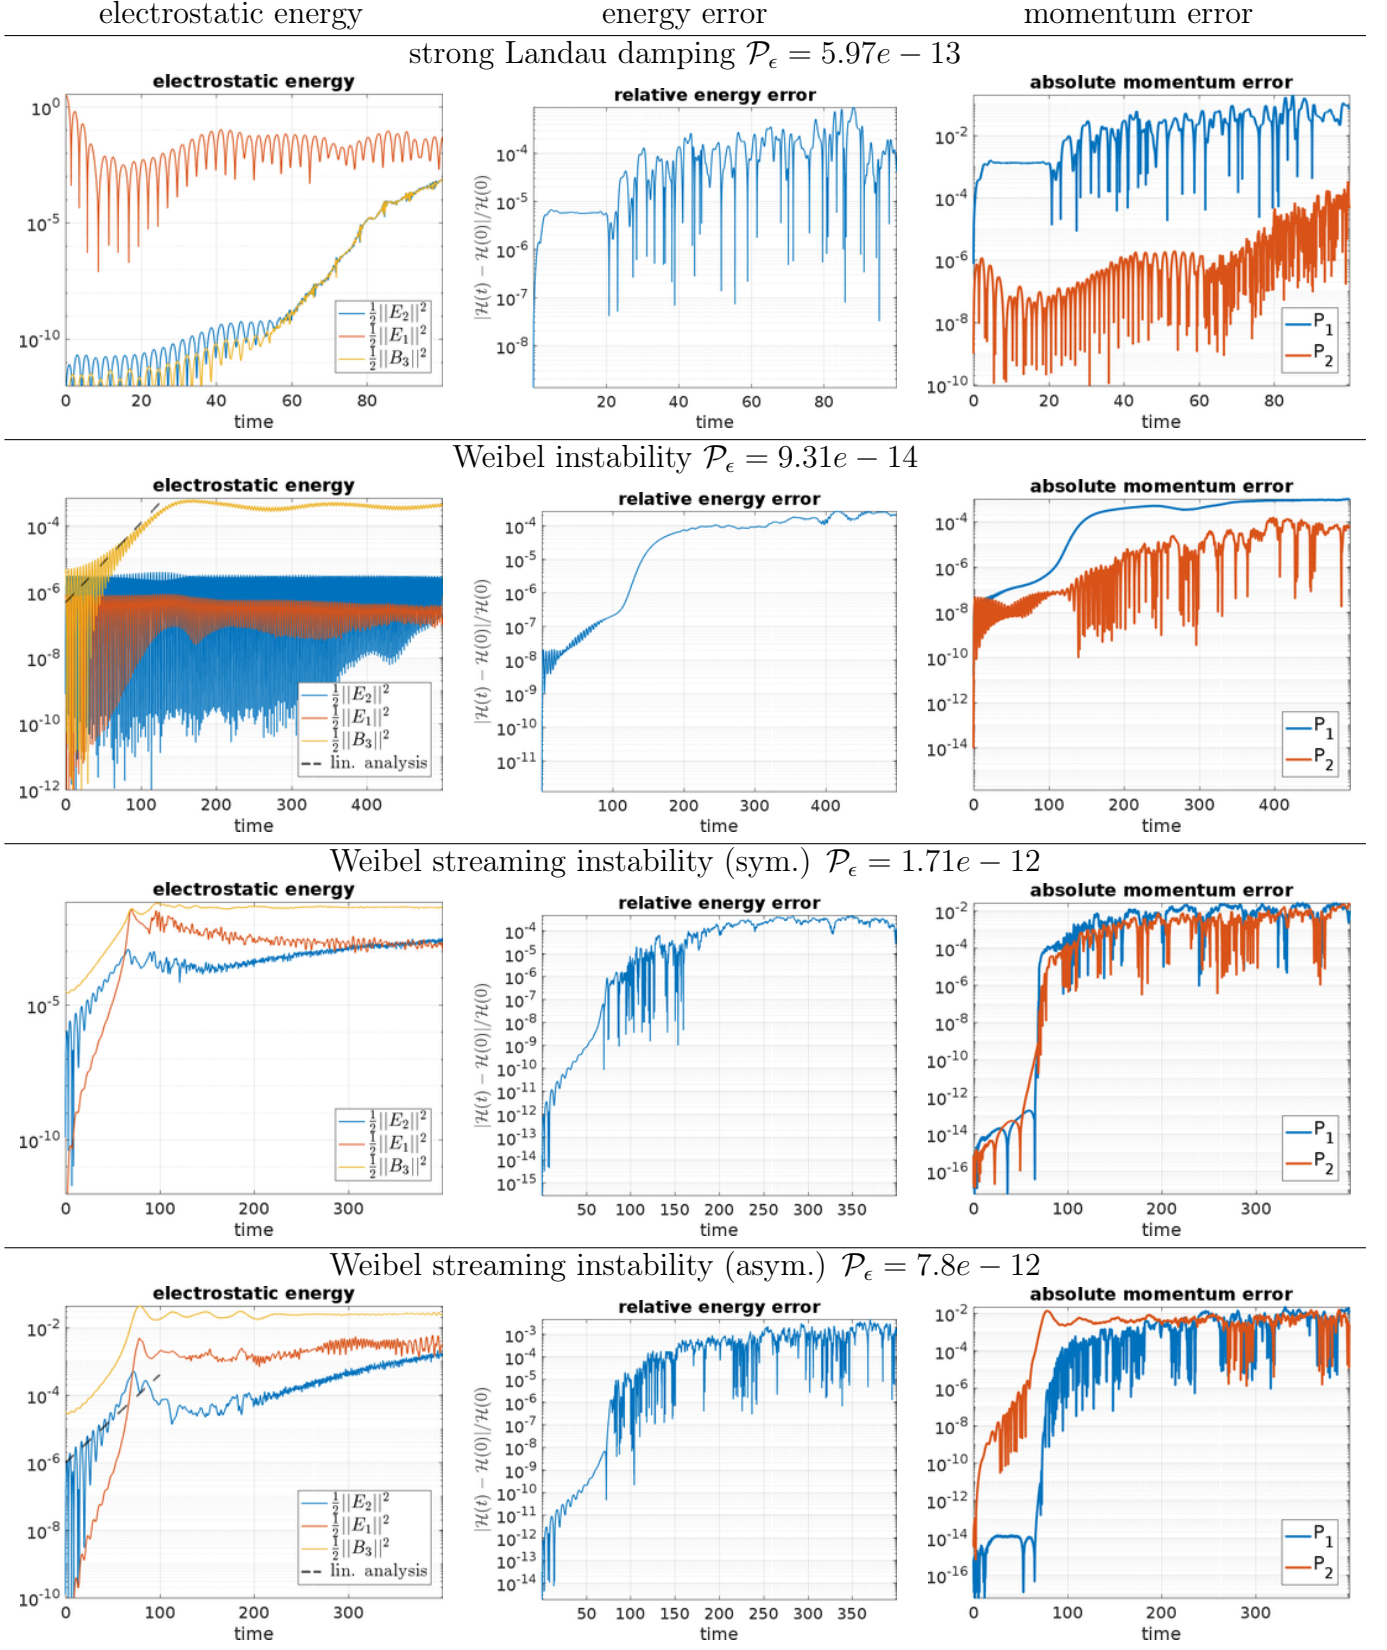 electrostatic energy energy error momentum error
strong Landau damping 𝒫ϵ = 5.97e − 13
electrostatic energy
10^0
10^-5
10^-10
0 20 40 60 80
time
½||E₂||²
½||E₁||²
½||B₃||²
relative energy error
|ℋ(t) − ℋ(0)|/ℋ(0)
10^-4
10^-5
10^-6
10^-7
10^-8
20 40 60 80
time
absolute momentum error
10^-2
10^-4
10^-6
10^-8
10^-10
0 20 40 60 80
time
P₁
P₂
Weibel instability 𝒫ϵ = 9.31e − 14
electrostatic energy
10^-4
10^-6
10^-8
10^-10
10^-12
0 100 200 300 400
time
½||E₂||²
½||E₁||²
½||B₃||²
lin. analysis
relative energy error
|ℋ(t) − ℋ(0)|/ℋ(0)
10^-4
10^-5
10^-6
10^-7
10^-8
10^-9
10^-10
10^-11
100 200 300 400
time
absolute momentum error
10^-4
10^-6
10^-8
10^-10
10^-12
10^-14
0 100 200 300 400
time
P₁
P₂
Weibel streaming instability (sym.) 𝒫ϵ = 1.71e − 12
electrostatic energy
10^-5
10^-10
0 100 200 300
time
½||E₂||²
½||E₁||²
½||B₃||²
relative energy error
|ℋ(t) − ℋ(0)|/ℋ(0)
10^-4
10^-5
10^-6
10^-7
10^-8
10^-9
10^-10
10^-11
10^-12
10^-13
10^-14
10^-15
50 100 150 200 250 300 350
time
absolute momentum error
10^-2
10^-4
10^-6
10^-8
10^-10
10^-12
10^-14
10^-16
0 100 200 300
time
P₁
P₂
Weibel streaming instability (asym.) 𝒫ϵ = 7.8e − 12
electrostatic energy
10^-2
10^-4
10^-6
10^-8
10^-10
0 100 200 300
time
½||E₂||²
½||E₁||²
½||B₃||²
lin. analysis
relative energy error
|ℋ(t) − ℋ(0)|/ℋ(0)
10^-3
10^-4
10^-5
10^-6
10^-7
10^-8
10^-9
10^-10
10^-11
10^-12
10^-13
10^-14
50 100 150 200 250 300 350
time
absolute momentum error
10^-2
10^-4
10^-6
10^-8
10^-10
10^-12
10^-14
10^-16
0 100 200 300
time
P₁
P₂